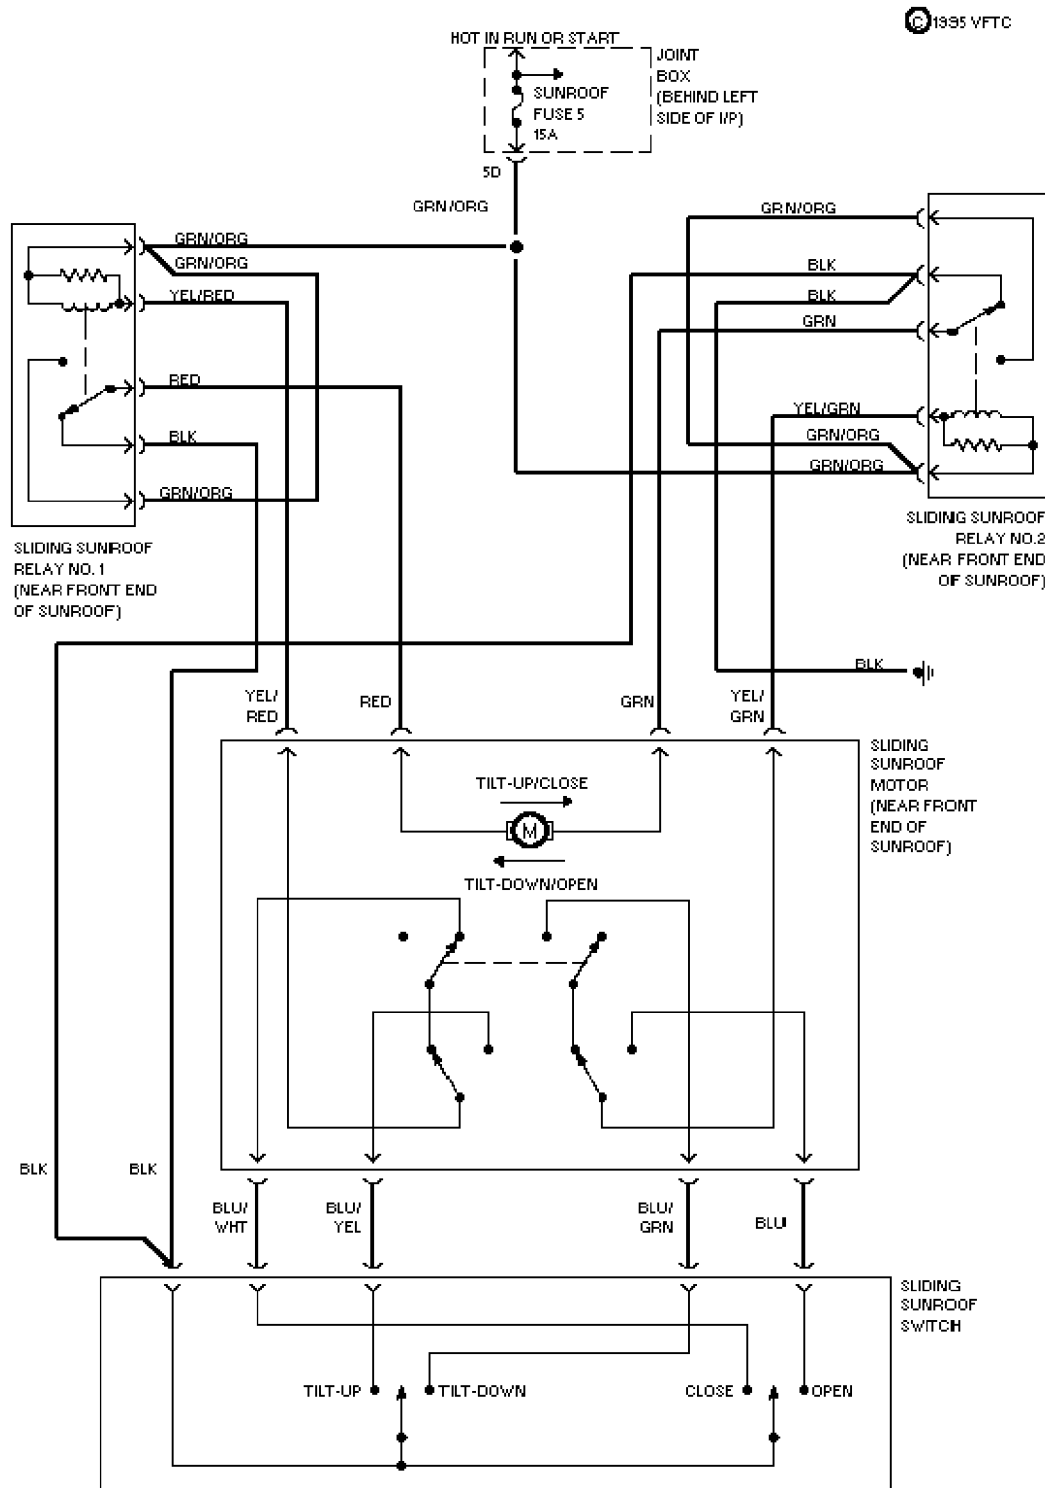 © 1995 VFTC
HOT IN RUN OR START
JOINT
BOX
(BEHIND LEFT
SIDE OF I/P)
SUNROOF
FUSE 5
15A
5D
GRN/ORG
GRN/ORG
GRN/ORG
YEL/RED
RED
BLK
GRN/ORG
SLIDING SUNROOF
RELAY NO. 1
(NEAR FRONT END
OF SUNROOF)
GRN/ORG
BLK
BLK
GRN
YEL/GRN
GRN/ORG
GRN/ORG
SLIDING SUNROOF
RELAY NO.2
(NEAR FRONT END
OF SUNROOF)
BLK
YEL/
RED
RED
GRN
YEL/
GRN
SLIDING
SUNROOF
MOTOR
(NEAR FRONT
END OF
SUNROOF)
TILT-UP/CLOSE
M
TILT-DOWN/OPEN
BLK
BLK
BLU/
WHT
BLU/
YEL
BLU/
GRN
BLU
SLIDING
SUNROOF
SWITCH
TILT-UP
TILT-DOWN
CLOSE
OPEN